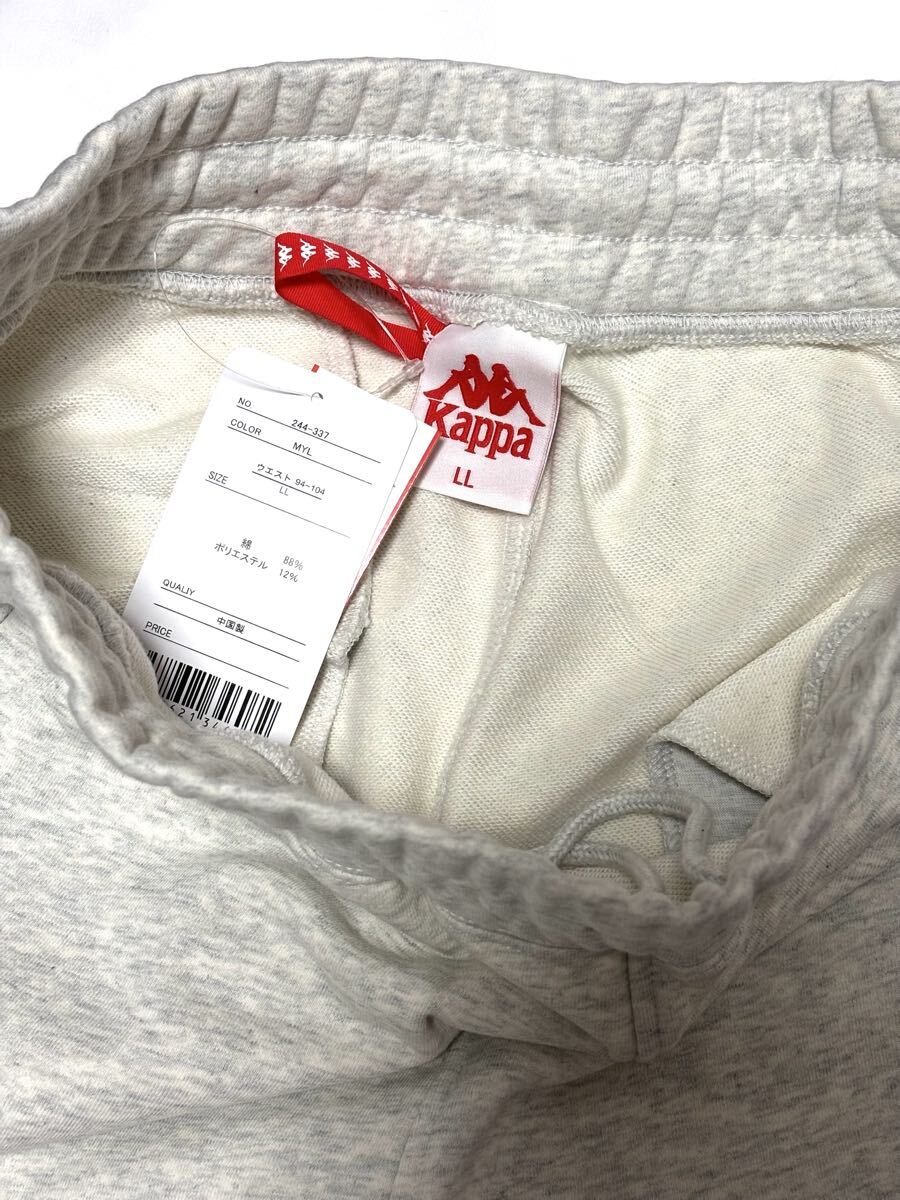 NO 244-337
COLOR MYL
SIZE ウエスト 94-104
LL
綿 88%
ポリエステル 12%
QUALIY
中国製
PRICE
Kappa
LL